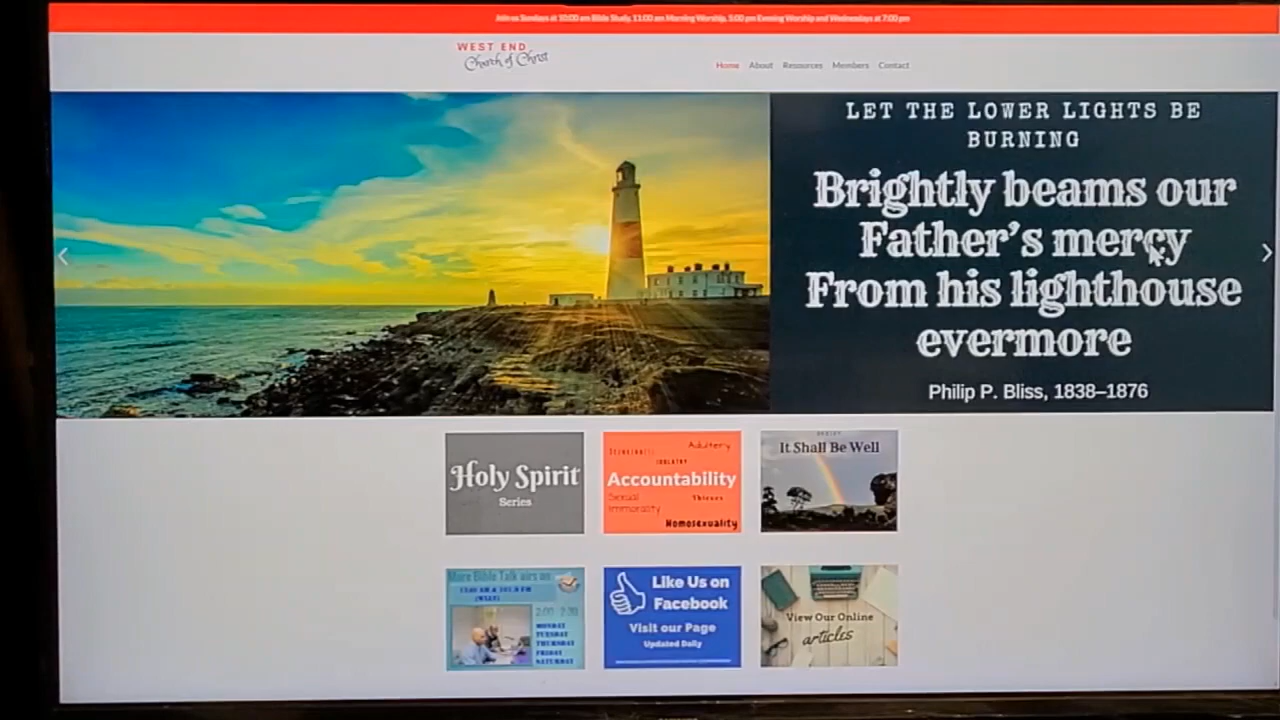 Join us Sundays at 10:00 am Bible Study, 11:00 am Morning Worship, 5:00 pm Evening Worship and Wednesdays at 7:00 pm
WEST END
Church of Christ
Home About Resources Members Contact
LET THE LOWER LIGHTS BE
BURNING
Brightly beams our
Father's mercy
From his lighthouse
evermore
Philip P. Bliss, 1838–1876
Holy Spirit
Series
Adultery
IDOLATRY
Accountability
Sexual
Immorality
Thieves
Homosexuality
It Shall Be Well
More Bible Talk airs on
MONDAY
TUESDAY
THURSDAY
FRIDAY
SATURDAY
Like Us on
Facebook
Visit our Page
Updated Daily
View Our Online
articles